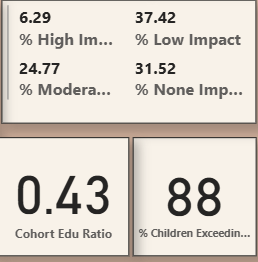 6.29 37.42
% High Im... % Low Impact
24.77 31.52
% Modera... % None Imp...
0.43 88
Cohort Edu Ratio % Children Exceedin...